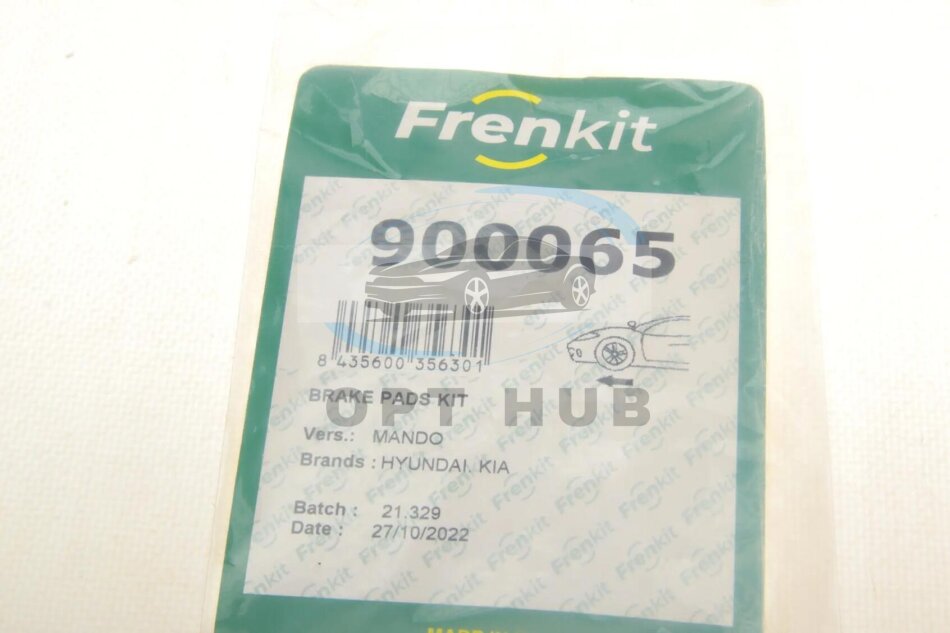 Frenkit
900065
8 435600 356301
BRAKE PADS KIT
OPT HUB
Vers.: MANDO
Brands : HYUNDAI. KIA
Batch : 21.329
Date : 27/10/2022